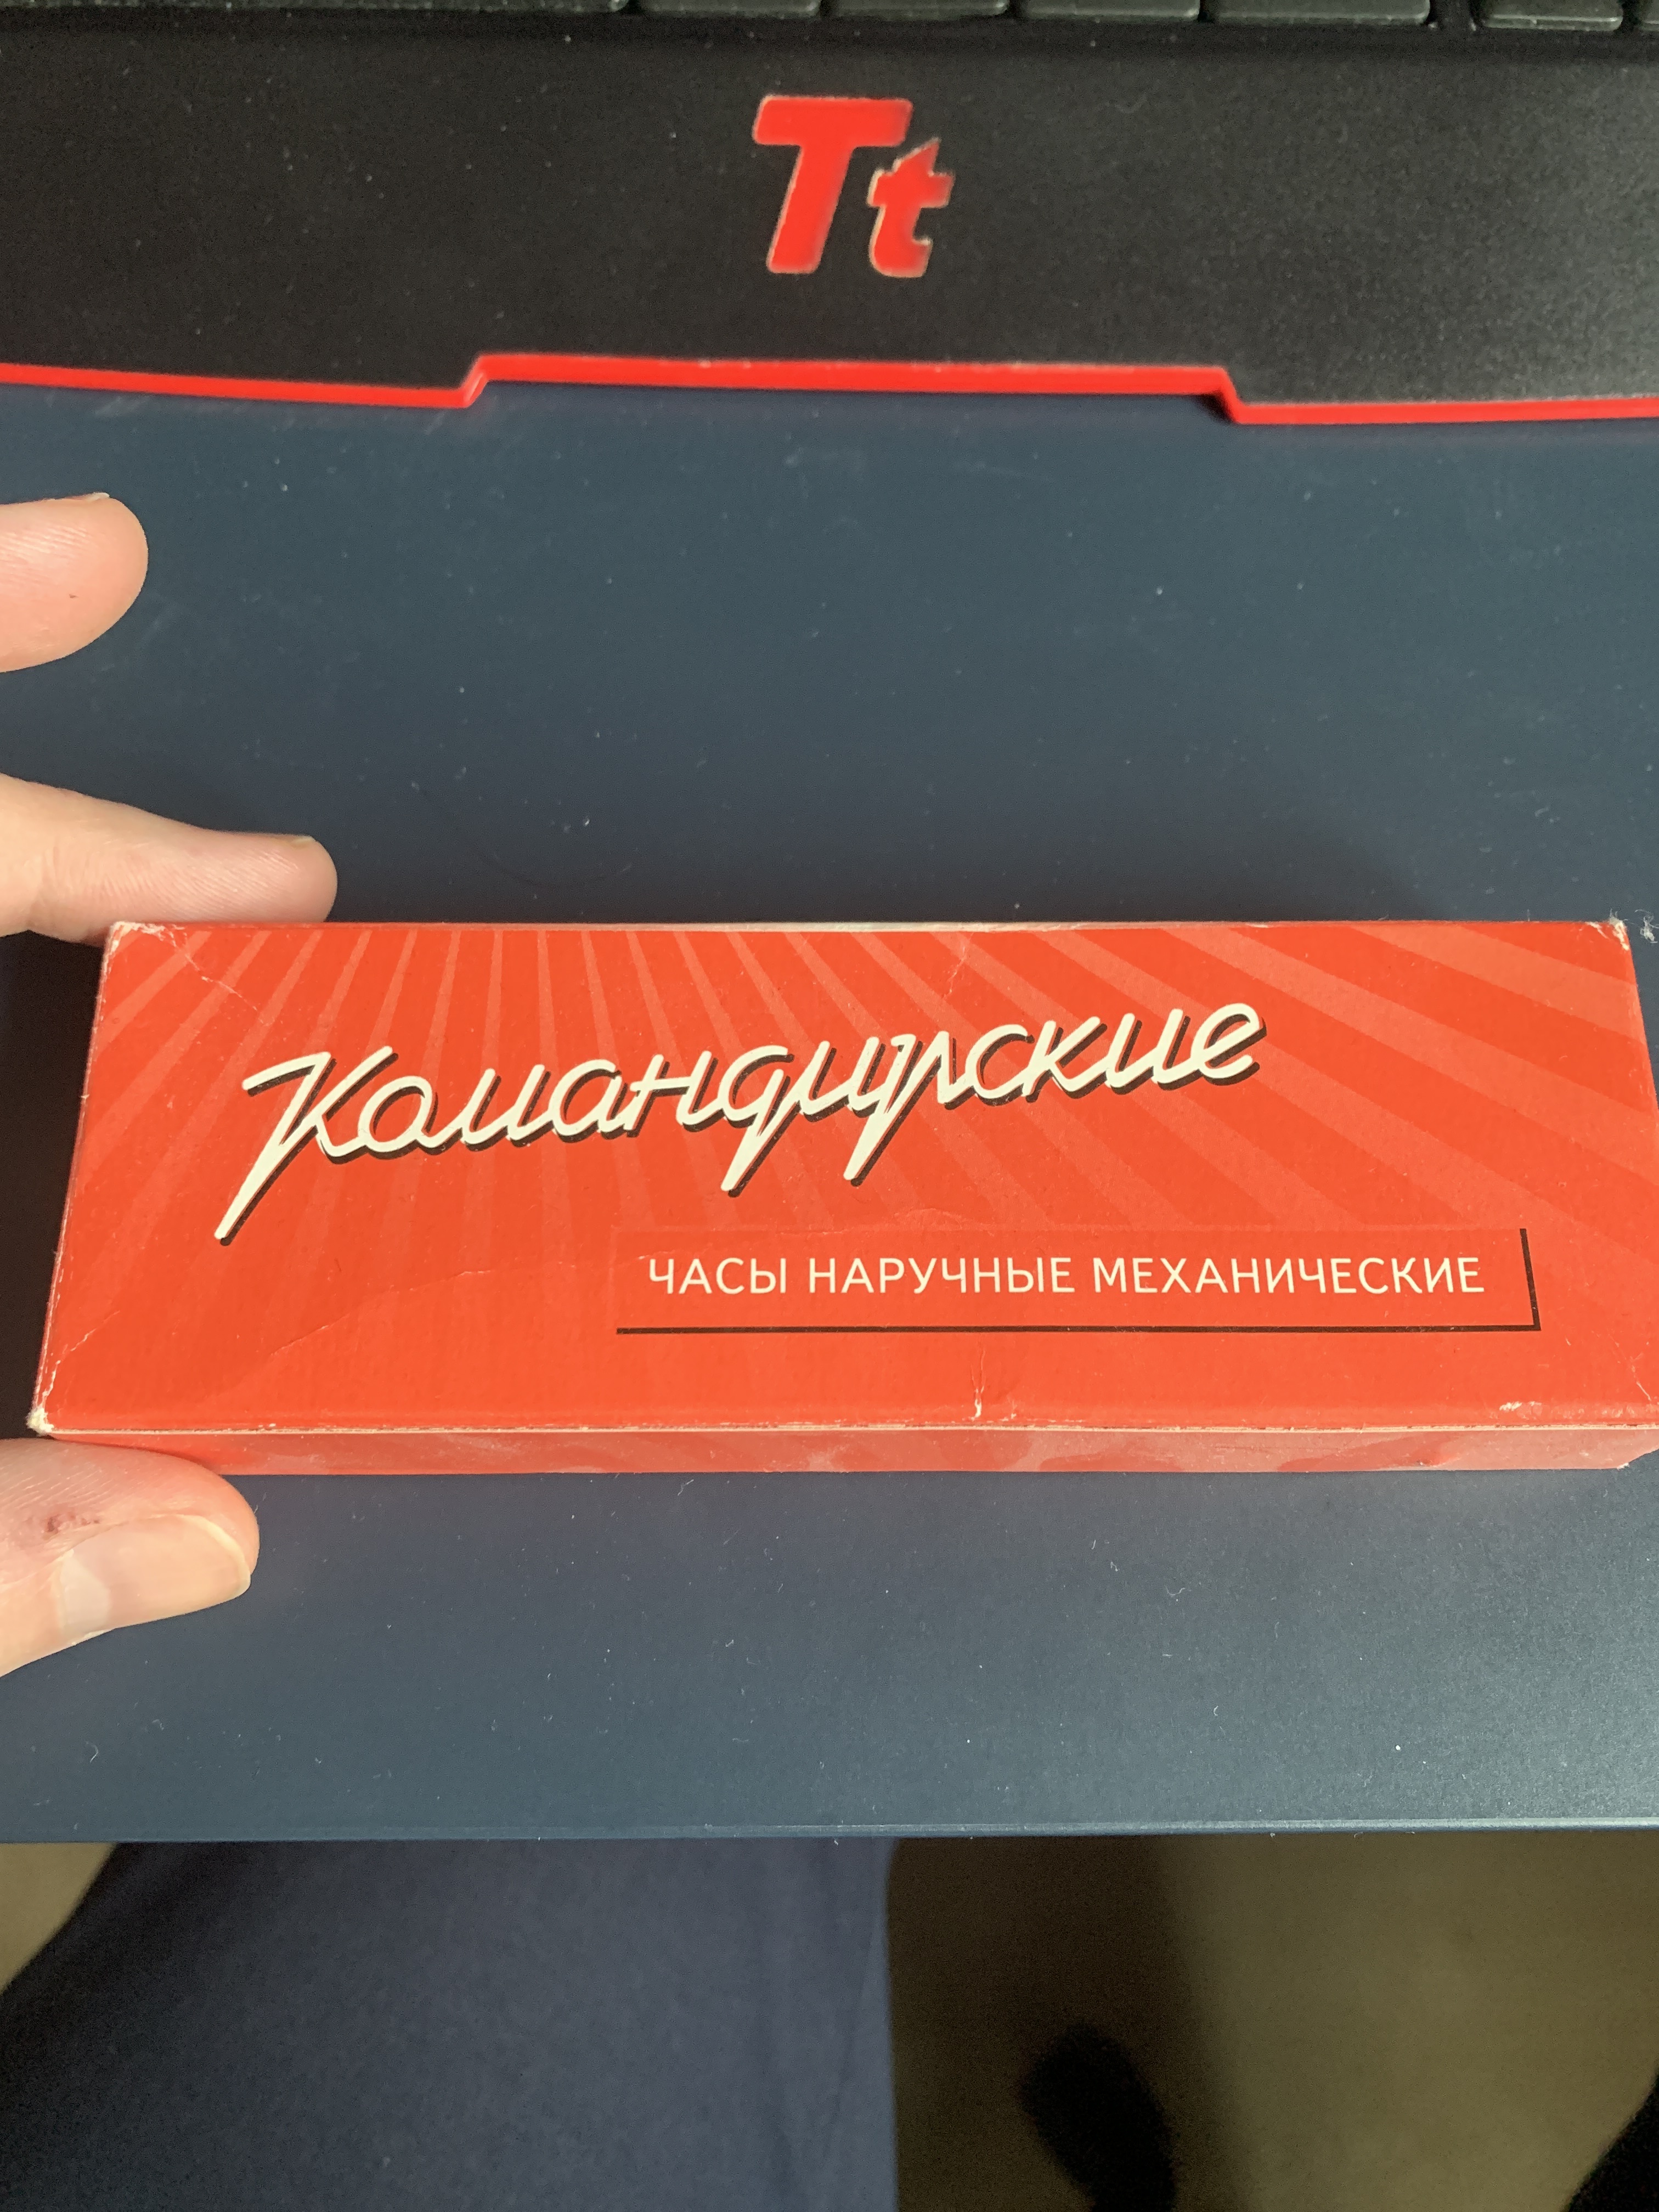 Tt
Командирские
ЧАСЫ НАРУЧНЫЕ МЕХАНИЧЕСКИЕ